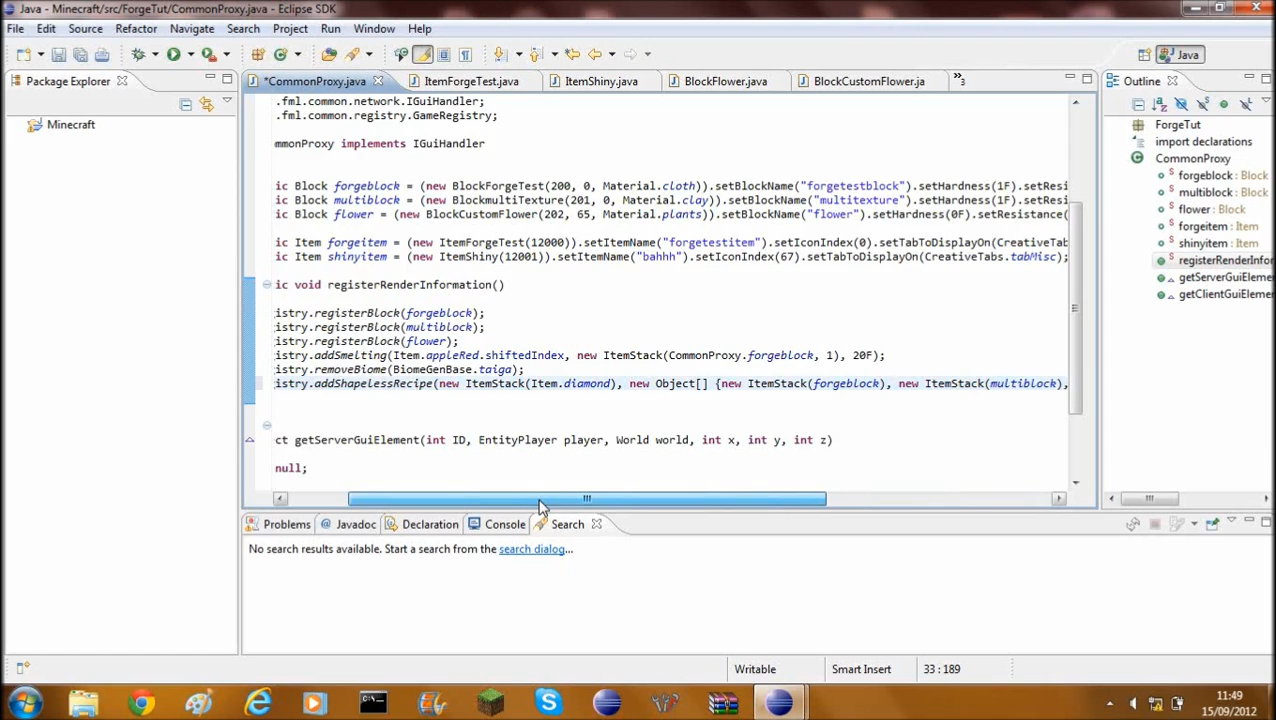 Java - Minecraft/src/ForgeTut/CommonProxy.java - Eclipse SDK
File Edit Source Refactor Navigate Search Project Run Window Help
Java
Package Explorer
*CommonProxy.java ItemForgeTest.java ItemShiny.java BlockFlower.java BlockCustomFlower.ja »3
Outline
Minecraft
.fml.common.network.IGuiHandler;
.fml.common.registry.GameRegistry;
mmonProxy implements IGuiHandler
ic Block forgeblock = (new BlockForgeTest(200, 0, Material.cloth)).setBlockName("forgetestblock").setHardness(1F).setResi
ic Block multiblock = (new BlockmultiTexture(201, 0, Material.clay)).setBlockName("multitexture").setHardness(1F).setResi
ic Block flower = (new BlockCustomFlower(202, 65, Material.plants)).setBlockName("flower").setHardness(0F).setResistance(
ic Item forgeitem = (new ItemForgeTest(12000)).setItemName("forgetestitem").setIconIndex(0).setTabToDisplayOn(CreativeTab
ic Item shinyitem = (new ItemShiny(12001)).setItemName("bahhh").setIconIndex(67).setTabToDisplayOn(CreativeTabs.tabMisc);
ic void registerRenderInformation()
istry.registerBlock(forgeblock);
istry.registerBlock(multiblock);
istry.registerBlock(flower);
istry.addSmelting(Item.appleRed.shiftedIndex, new ItemStack(CommonProxy.forgeblock, 1), 20F);
istry.removeBiome(BiomeGenBase.taiga);
istry.addShapelessRecipe(new ItemStack(Item.diamond), new Object[] {new ItemStack(forgeblock), new ItemStack(multiblock),
ct getServerGuiElement(int ID, EntityPlayer player, World world, int x, int y, int z)
null;
ForgeTut
import declarations
CommonProxy
forgeblock : Block
multiblock : Block
flower : Block
forgeitem : Item
shinyitem : Item
registerRenderInfor
getServerGuiElemen
getClientGuiElemen
Problems Javadoc Declaration Console Search
No search results available. Start a search from the search dialog...
Writable Smart Insert 33 : 189
11:49
15/09/2012